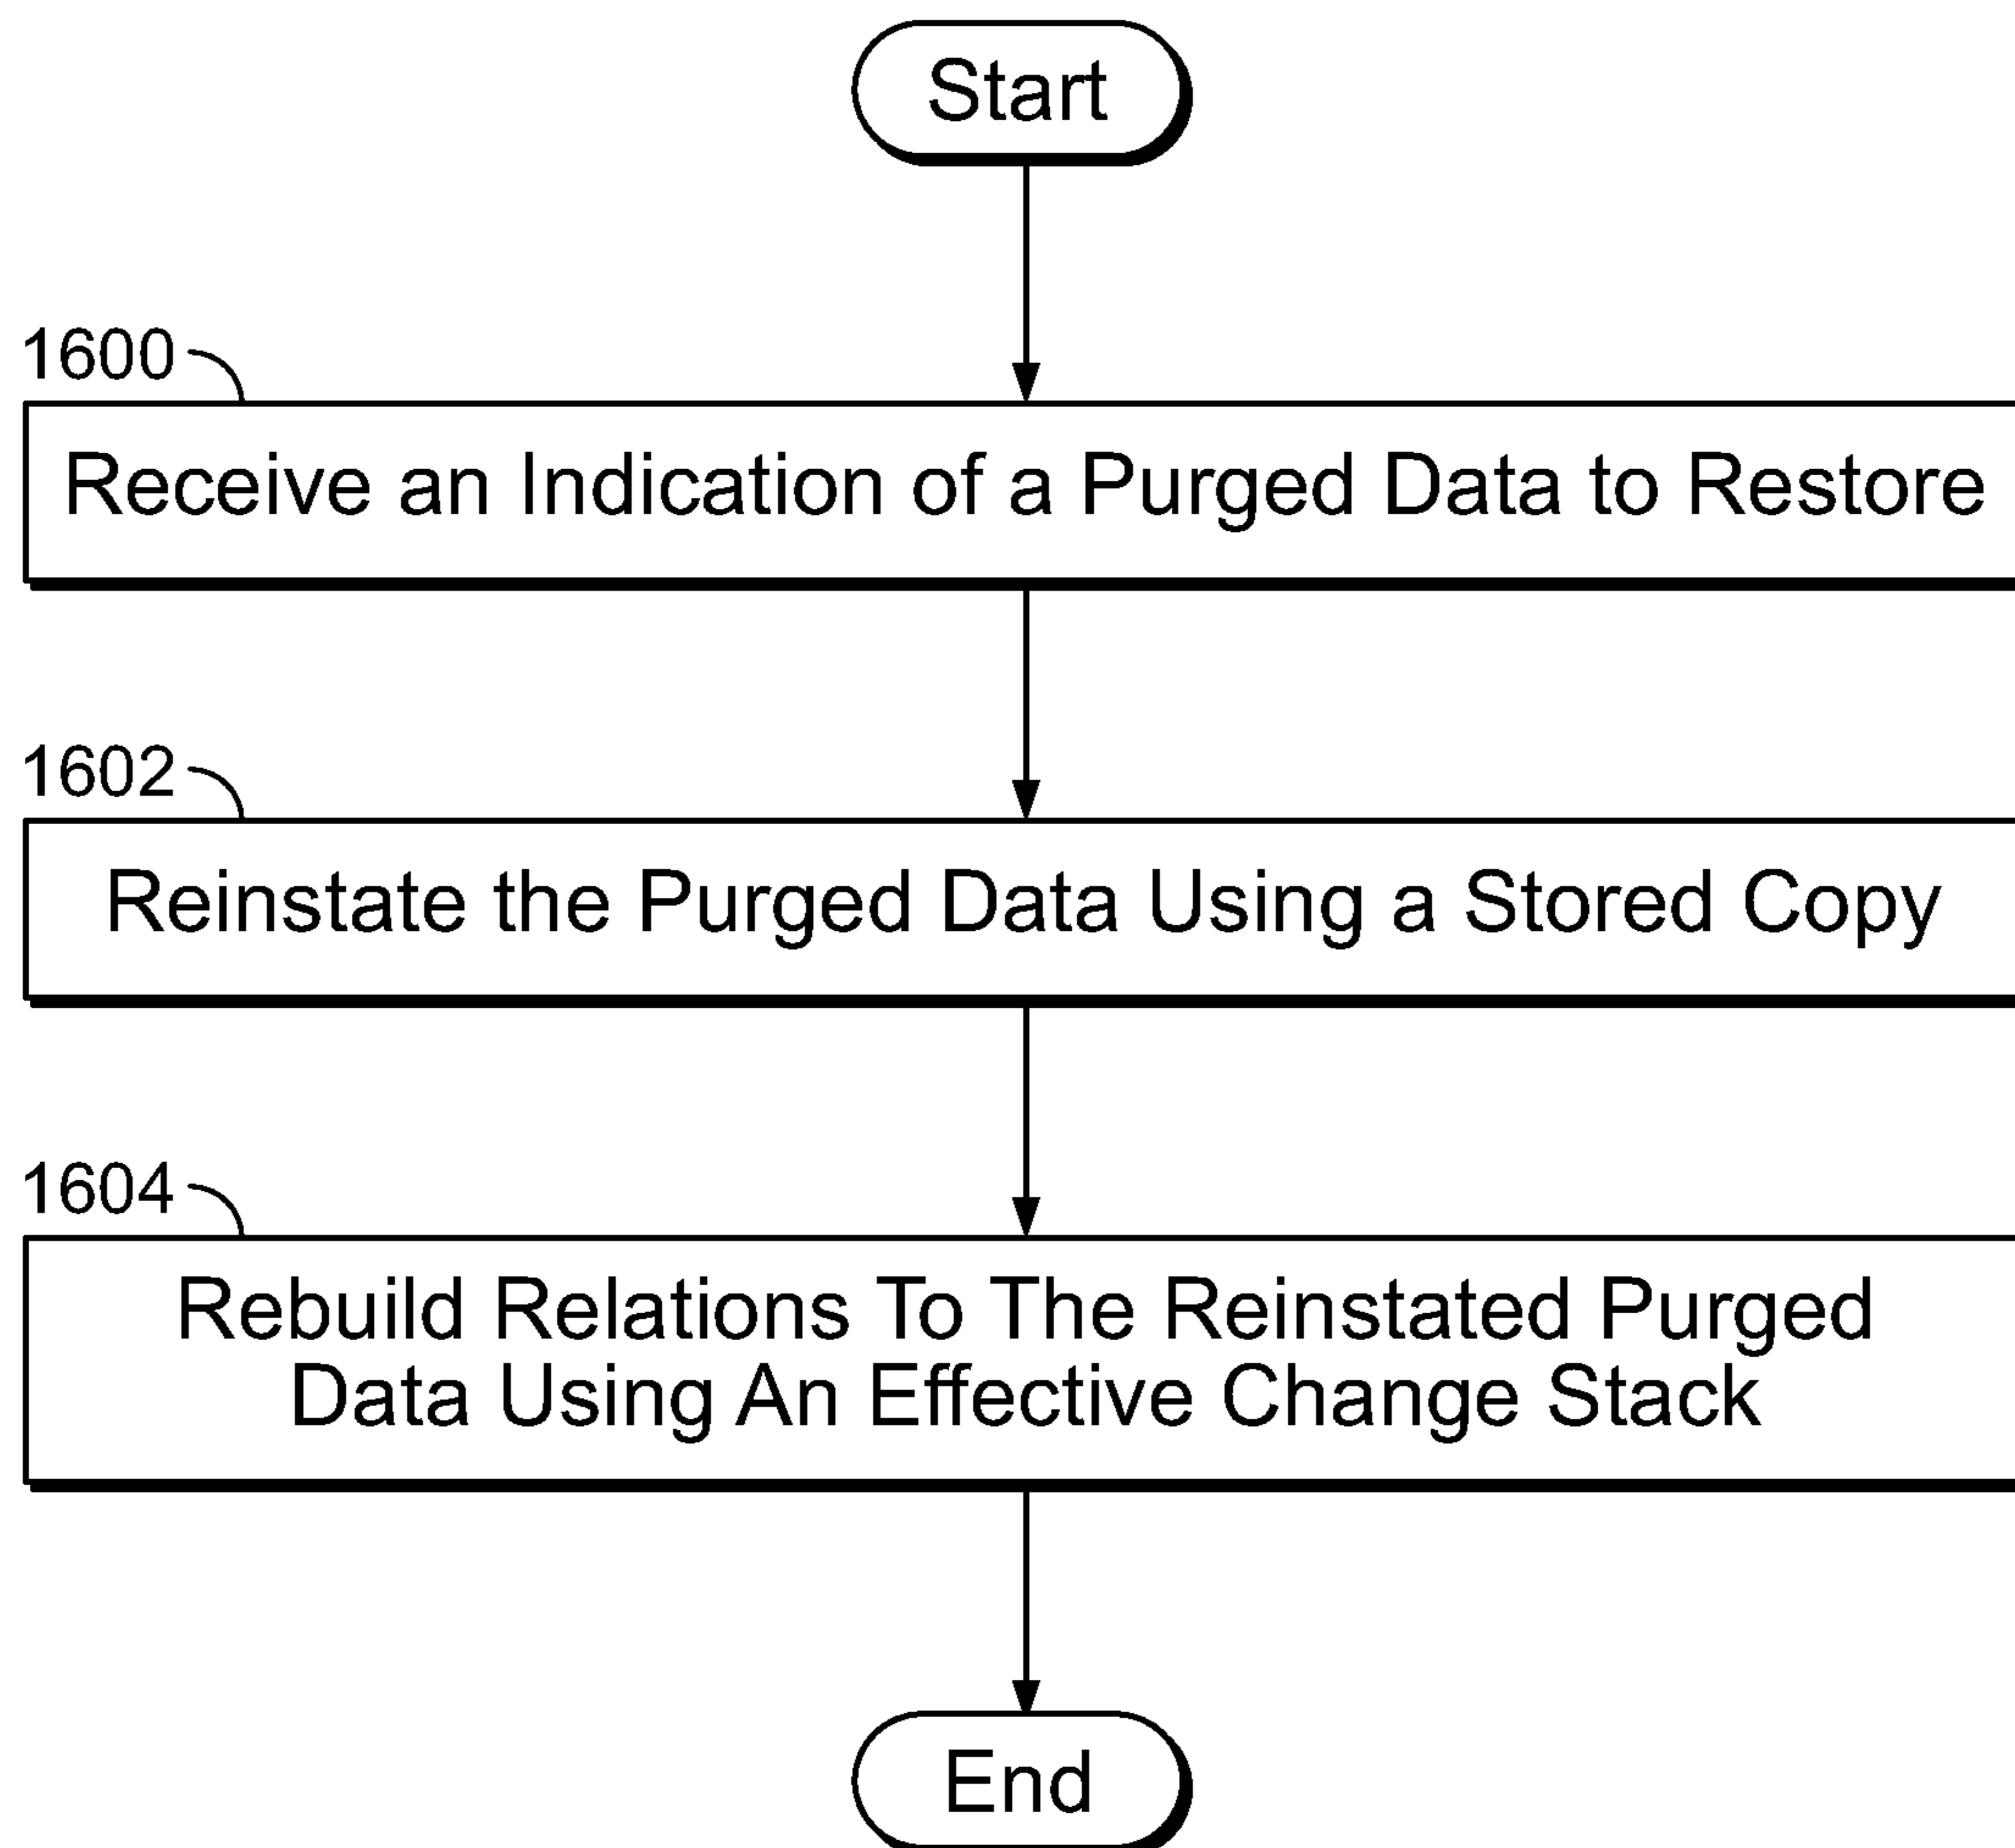 Start
1600
Receive an Indication of a Purged Data to Restore
1602
Reinstate the Purged Data Using a Stored Copy
1604
Rebuild Relations To The Reinstated Purged
Data Using An Effective Change Stack
End